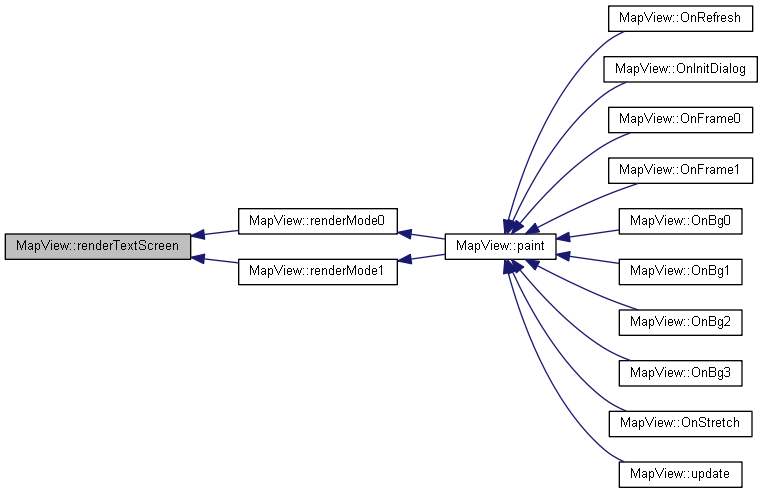 MapView::OnRefresh
MapView::OnInitDialog
MapView::OnFrame0
MapView::OnFrame1
MapView::renderMode0
MapView::OnBg0
MapView::renderTextScreen
MapView::paint
MapView::renderMode1
MapView::OnBg1
MapView::OnBg2
MapView::OnBg3
MapView::OnStretch
MapView::update